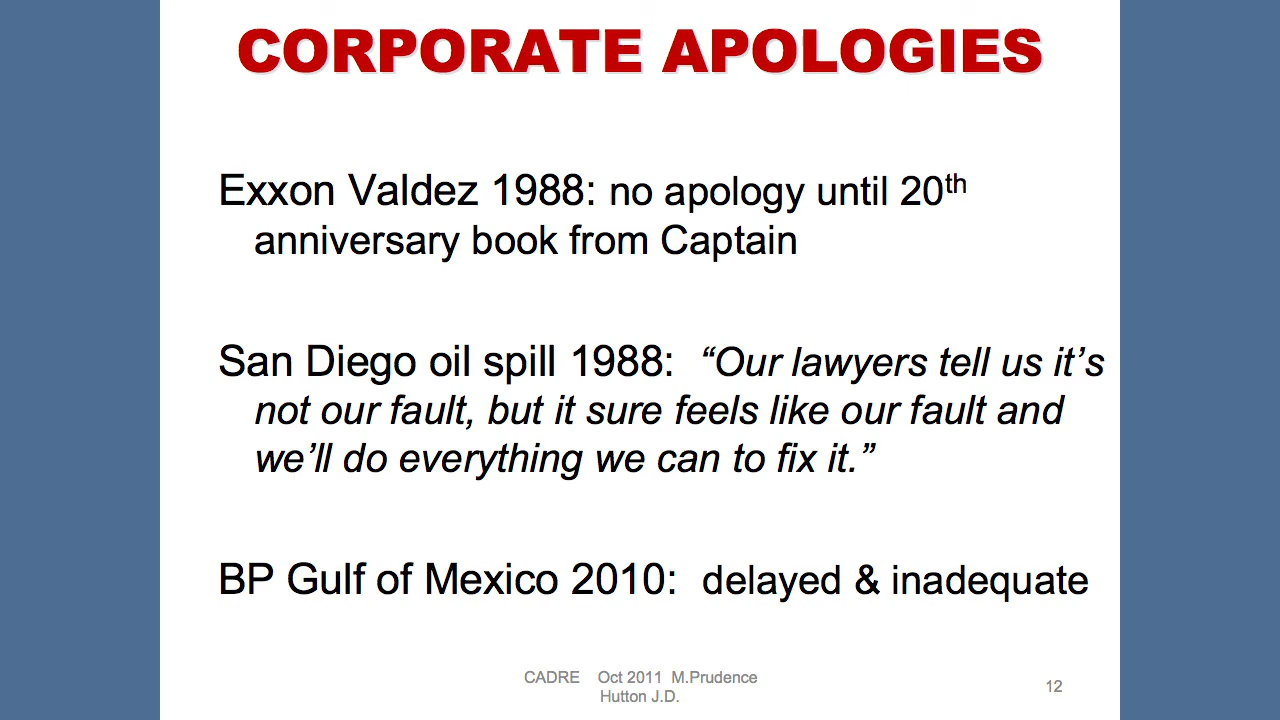 CORPORATE APOLOGIES
Exxon Valdez 1988: no apology until 20th
anniversary book from Captain
San Diego oil spill 1988: “Our lawyers tell us it’s
not our fault, but it sure feels like our fault and
we’ll do everything we can to fix it.”
BP Gulf of Mexico 2010: delayed & inadequate
CADRE Oct 2011 M.Prudence
Hutton J.D.
12